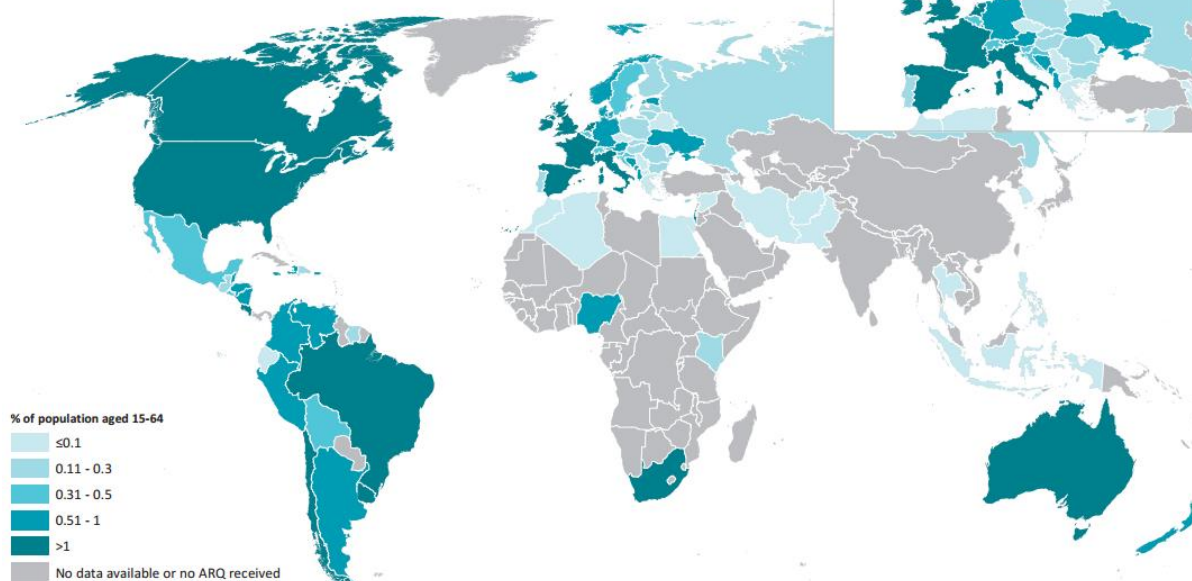 % of population aged 15-64
≤0.1
0.11 - 0.3
0.31 - 0.5
0.51 - 1
>1
No data available or no ARQ received